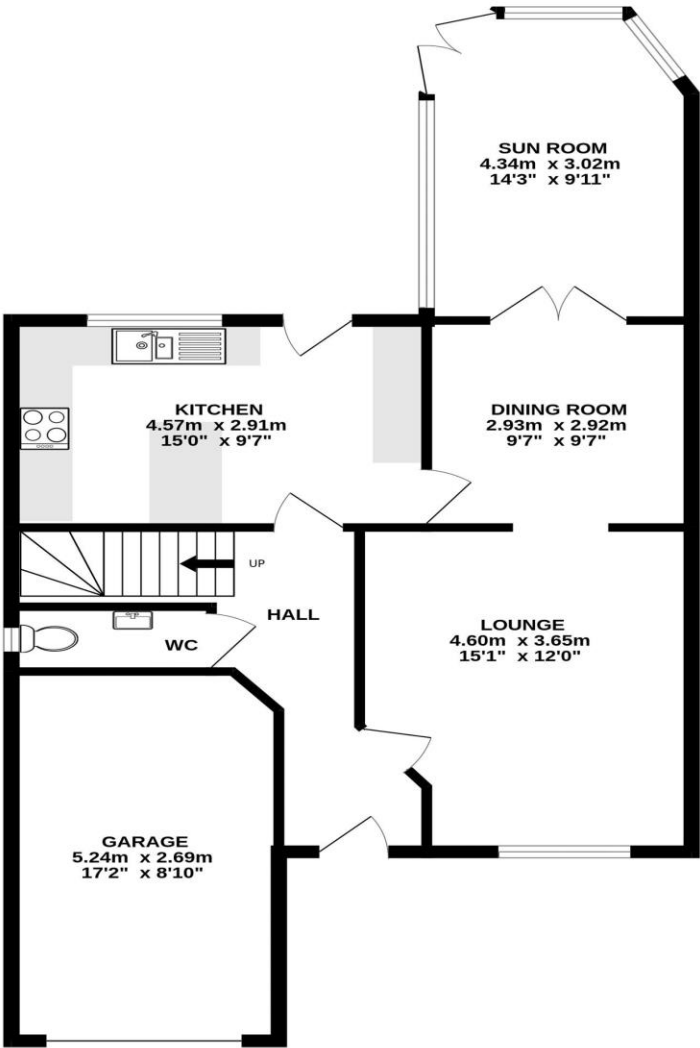 SUN ROOM
4.34m x 3.02m
14'3" x 9'11"
KITCHEN
4.57m x 2.91m
15'0" x 9'7"
DINING ROOM
2.93m x 2.92m
9'7" x 9'7"
UP
HALL
WC
LOUNGE
4.60m x 3.65m
15'1" x 12'0"
GARAGE
5.24m x 2.69m
17'2" x 8'10"